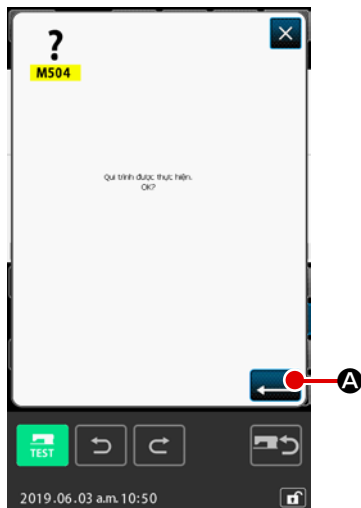 ?
M504
Qui trình được thực hiện.
OK?
A
TEST
2019.06.03 a.m. 10:50